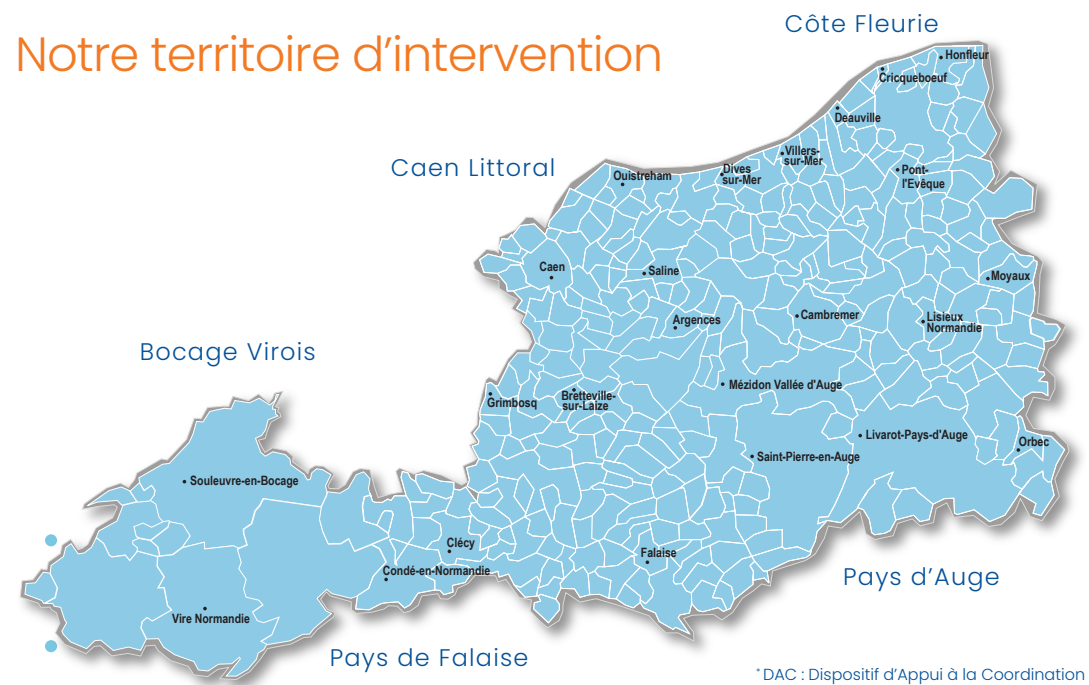 Côte Fleurie
Notre territoire d'intervention
Honfleur
Cricqueboeuf
Deauville
Villers-
sur-Mer
Caen Littoral
Ouistreham
Dives
sur-Mer
Pont-
l'Evêque
Caen
Saline
Moyaux
Argences
Cambremer
Lisieux
Normandie
Bocage Virois
Mézidon Vallée d'Auge
Grimbosq
Bretteville-
sur-Laize
Livarot-Pays-d'Auge
Orbec
Saint-Pierre-en-Auge
Souleuvre-en-Bocage
Clécy
Falaise
Condé-en-Normandie
Pays d'Auge
Vire Normandie
Pays de Falaise
*DAC : Dispositif d'Appui à la Coordination